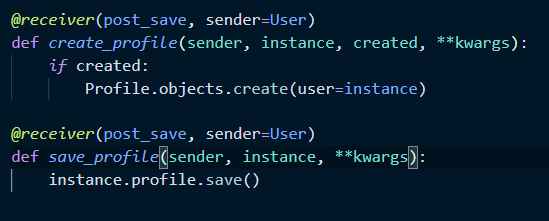 @receiver(post_save, sender=User)
def create_profile(sender, instance, created, **kwargs):
    if created:
        Profile.objects.create(user=instance)
@receiver(post_save, sender=User)
def save_profile(sender, instance, **kwargs):
    instance.profile.save()